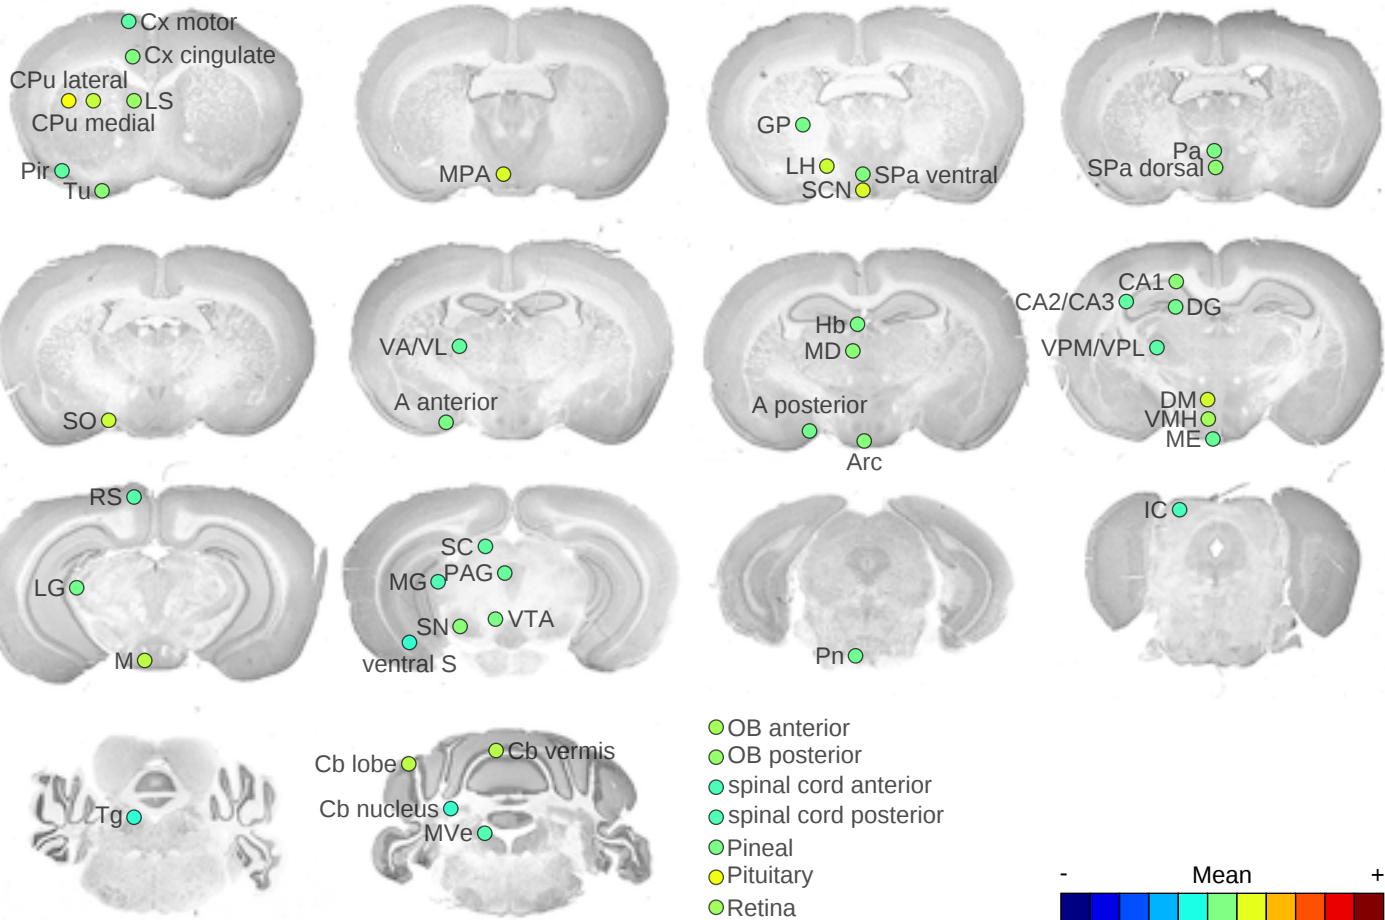 Cx motor
Cx cingulate
CPu lateral
LS
CPu medial
Pir
Tu
MPA
GP
LH
SPa ventral
SCN
Pa
SPa dorsal
SO
VA/VL
A anterior
Hb
MD
A posterior
Arc
CA1
CA2/CA3
DG
VPM/VPL
DM
VMH
ME
RS
LG
M
SC
MG
PAG
SN
VTA
ventral S
Pn
IC
Tg
Cb lobe
Cb vermis
Cb nucleus
MVe
OB anterior
OB posterior
spinal cord anterior
spinal cord posterior
Pineal
Pituitary
Retina
- Mean +